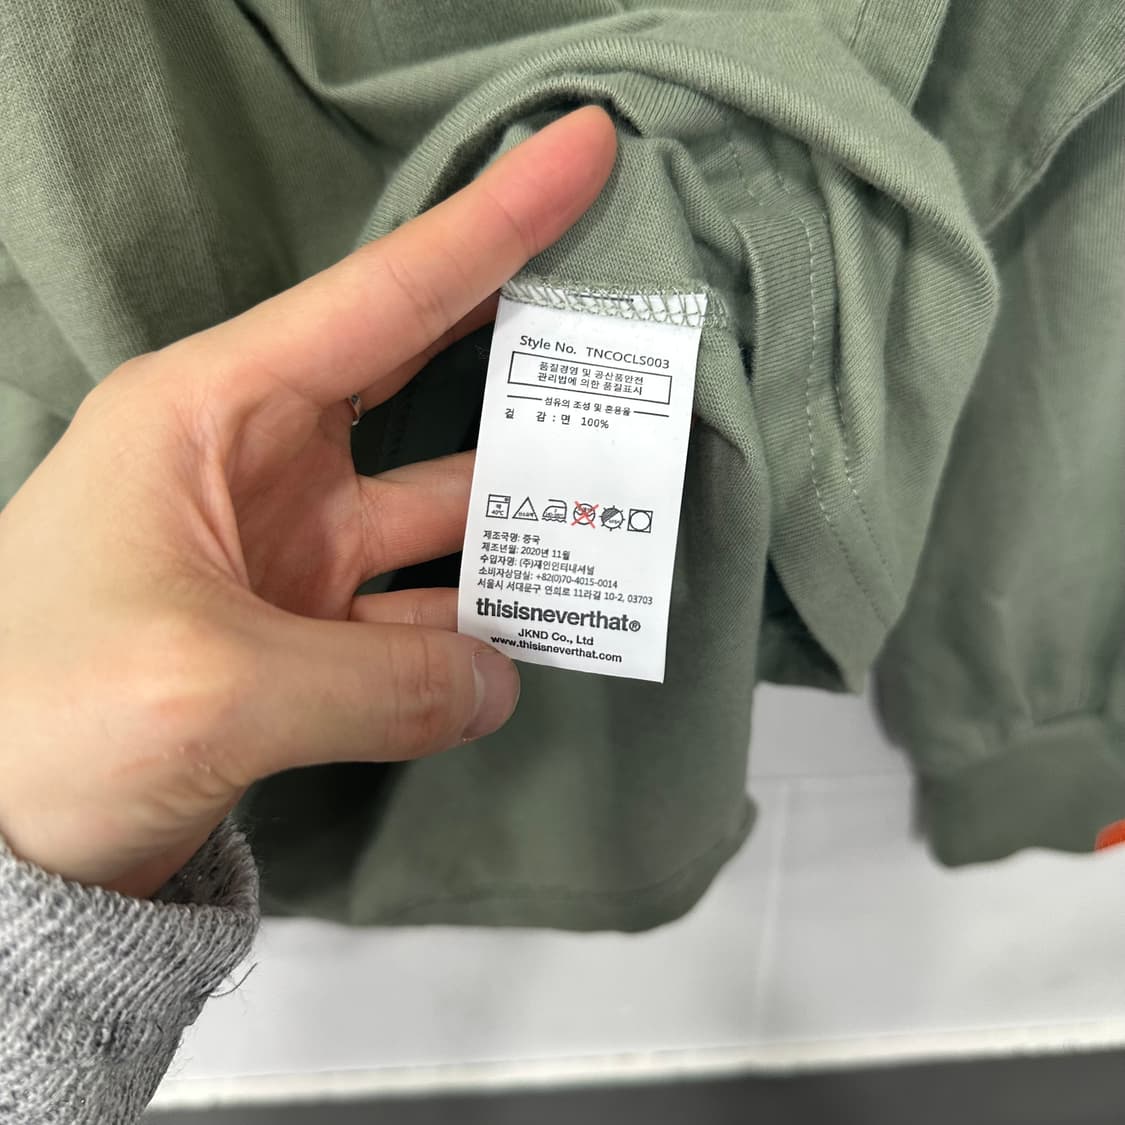 Style No. TNCOCLS003
품질경영 및 공산품안전
관리법에 의한 품질표시
섬유의 조성 및 혼용율
겉 감 : 면 100%
약
40℃
제조국명: 중국
제조년월: 2020년 11월
수입자명: (주)제인인터내셔널
소비자상담실: +82(0)70-4015-0014
서울시 서대문구 연희로 11라길 10-2, 03703
thisisneverthat®
JKND Co., Ltd
www.thisisneverthat.com